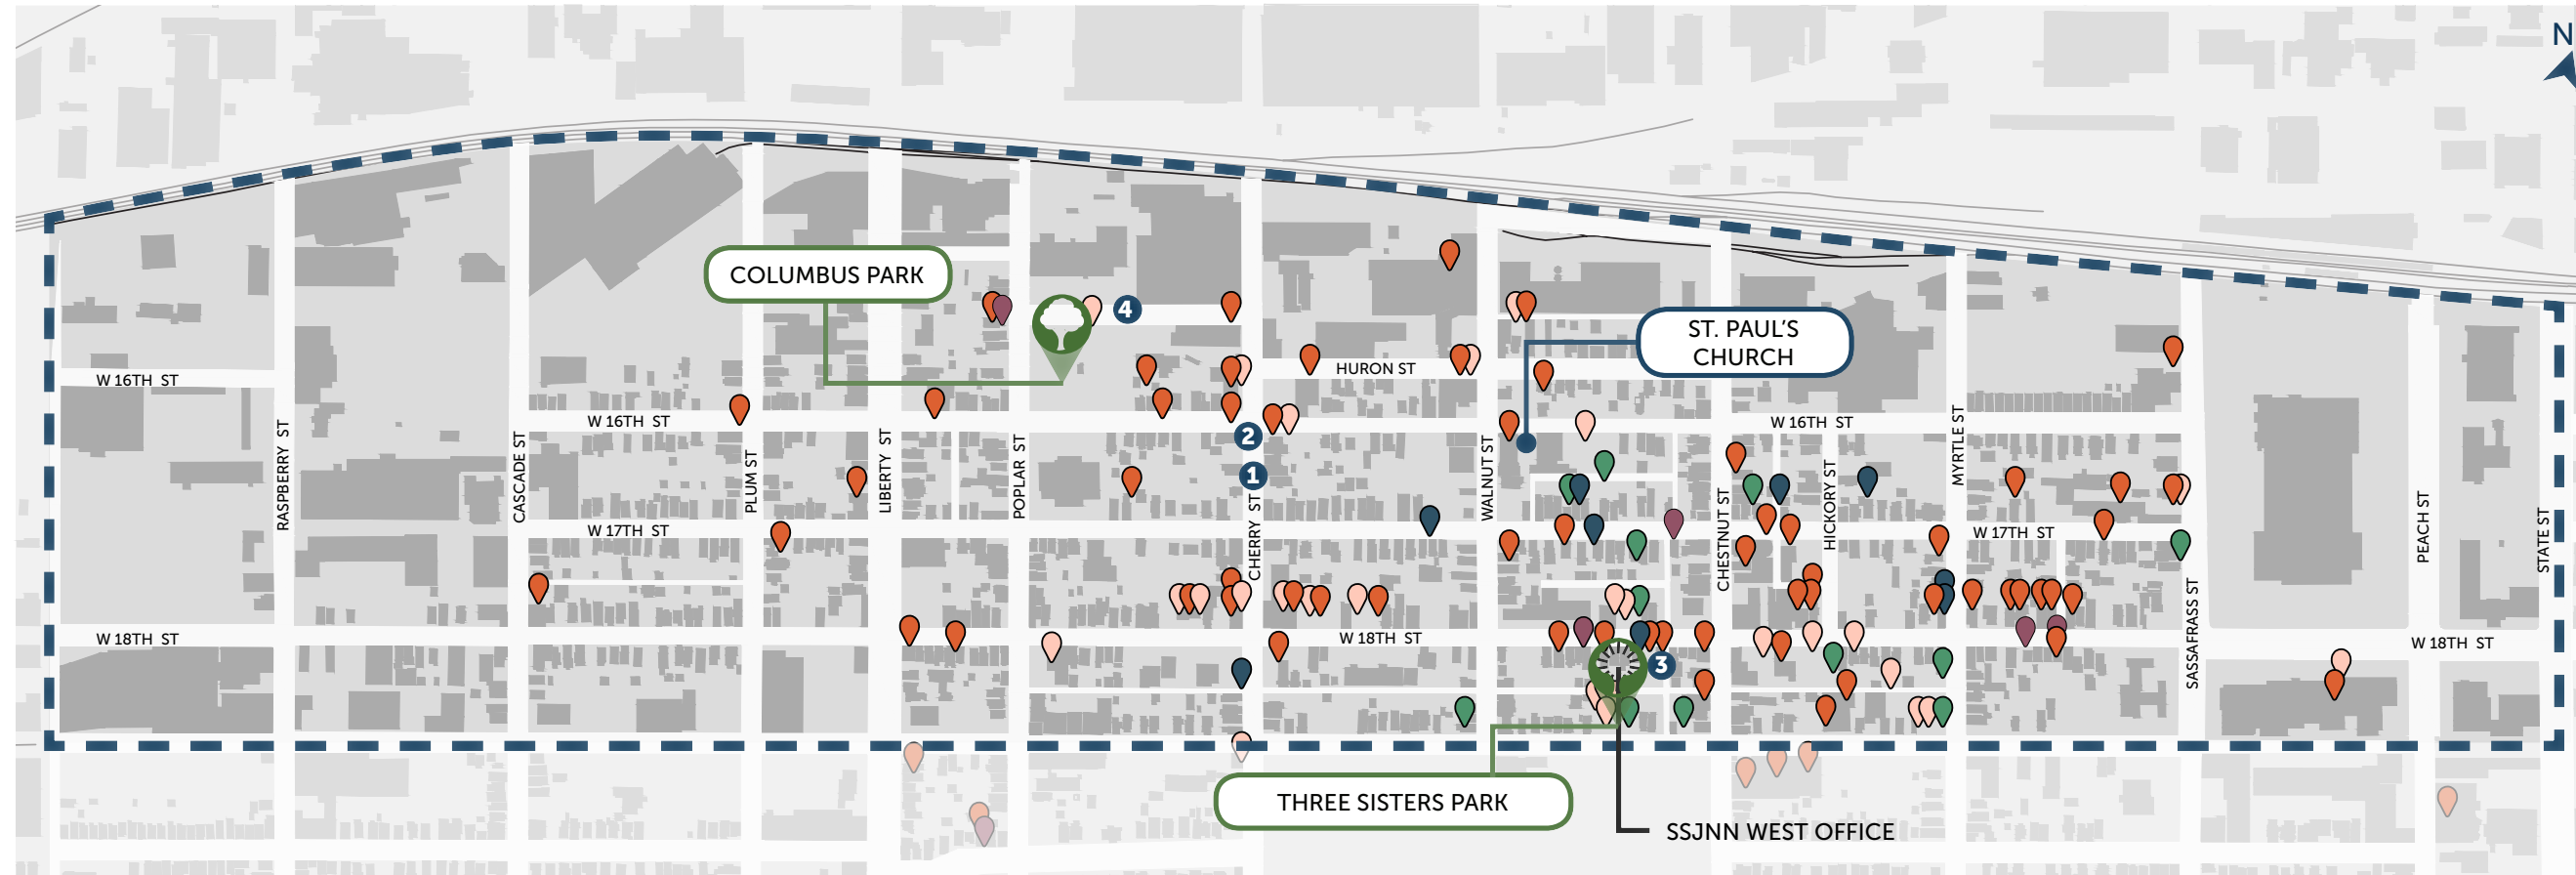 N
COLUMBUS PARK
4
ST. PAUL'S
CHURCH
HURON ST
W 16TH ST
W 16TH ST
W 16TH ST
2
1
RASPBERRY ST
CASCADE ST
PLUM ST
LIBERTY ST
POPLAR ST
CHERRY ST
WALNUT ST
CHESTNUT ST
HICKORY ST
MYRTLE ST
SASSAFRASS ST
PEACH ST
STATE ST
W 17TH ST
W 17TH ST
W 18TH ST
W 18TH ST
W 18TH ST
3
THREE SISTERS PARK
SSJNN WEST OFFICE